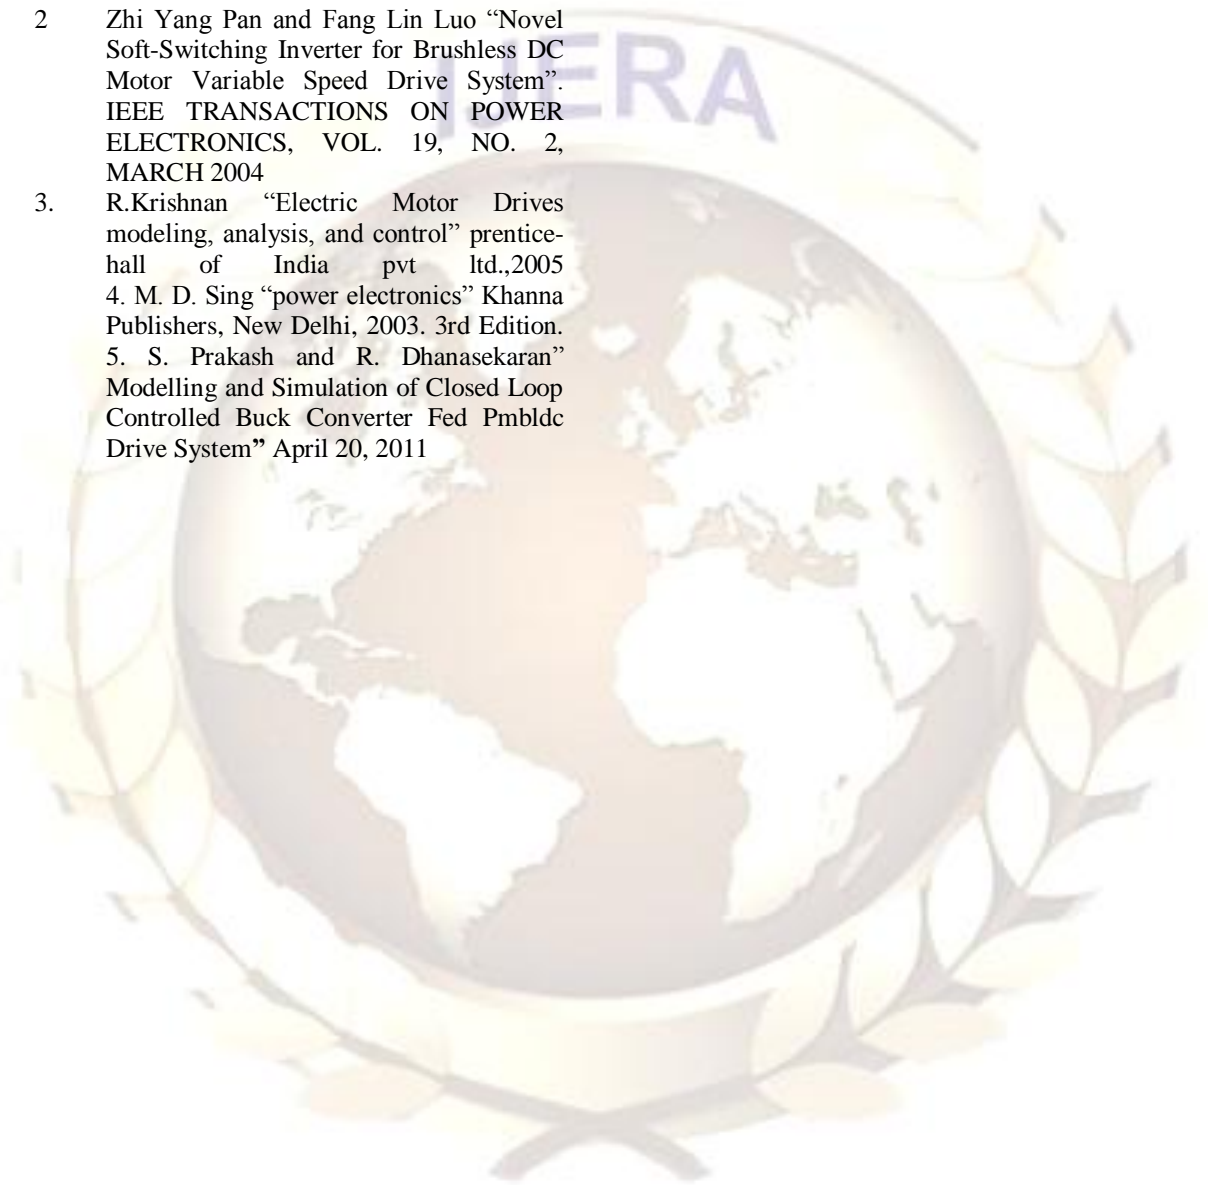 IJERA
2 Zhi Yang Pan and Fang Lin Luo “Novel
Soft-Switching Inverter for Brushless DC
Motor Variable Speed Drive System”.
IEEE TRANSACTIONS ON POWER
ELECTRONICS, VOL. 19, NO. 2,
MARCH 2004
3. R.Krishnan “Electric Motor Drives
modeling, analysis, and control” prentice-
hall of India pvt ltd.,2005
4. M. D. Sing “power electronics” Khanna
Publishers, New Delhi, 2003. 3rd Edition.
5. S. Prakash and R. Dhanasekaran”
Modelling and Simulation of Closed Loop
Controlled Buck Converter Fed Pmbldc
Drive System” April 20, 2011